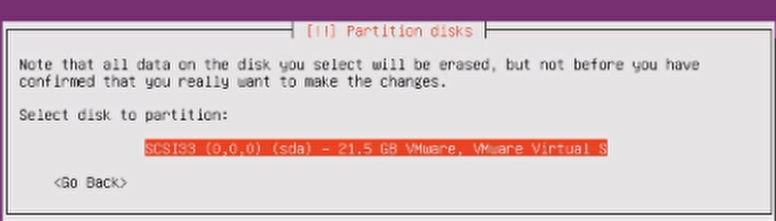 [!!] Partition disks
Note that all data on the disk you select will be erased, but not before you have
confirmed that you really want to make the changes.
Select disk to partition:
SCSI33 (0,0,0) (sda) - 21.5 GB VMware, VMware Virtual S
<Go Back>